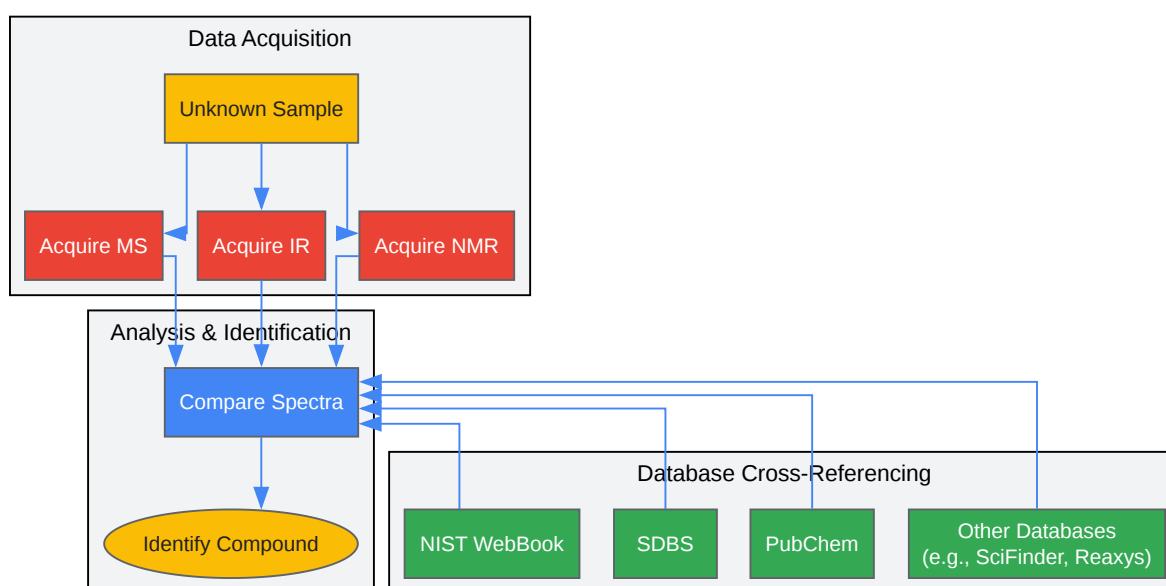 Data Acquisition
Unknown Sample
Acquire MS
Acquire IR
Acquire NMR
Analysis & Identification
Compare Spectra
Identify Compound
Database Cross-Referencing
NIST WebBook
SDBS
PubChem
Other Databases
(e.g., SciFinder, Reaxys)